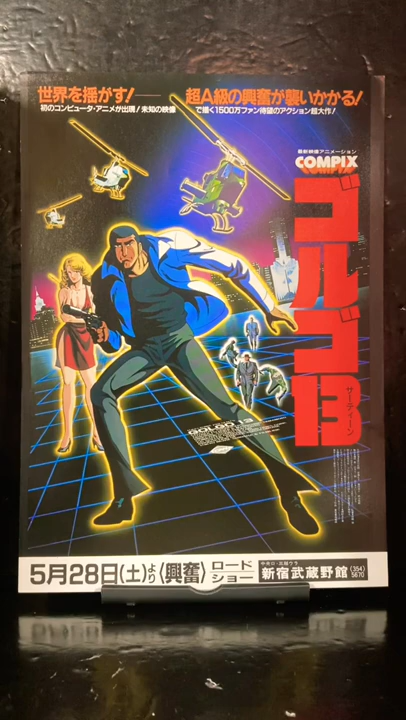 世界を揺がす!── 超A級の興奮が襲いかかる!
初のコンピュータ・アニメが出現! 未知の映像で描く1500万ファン待望のアクション超大作!
最新映像アニメーション
COMPIX
ゴルゴ
13
サーティーン
GOLGO 13
5月28日(土)より〈興奮〉ロードショー
新宿武蔵野館
(354)
5670